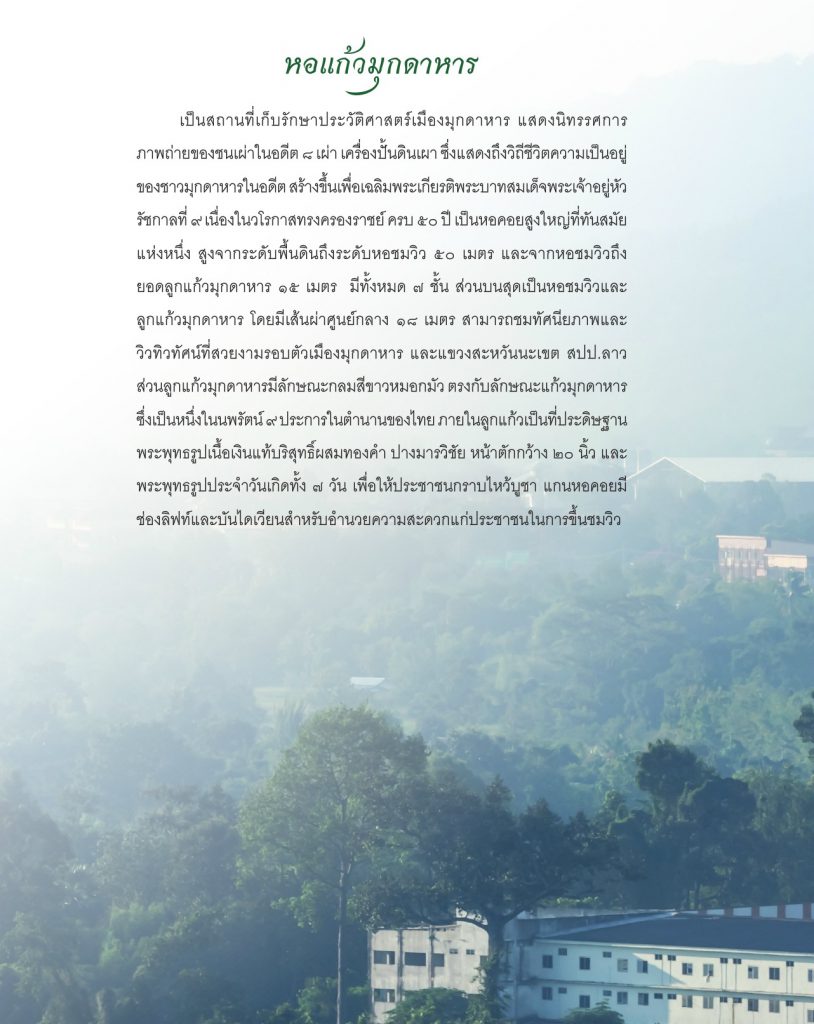 หอแก้วมุกดาหาร
เป็นสถานที่เก็บรักษาประวัติศาสตร์เมืองมุกดาหาร แสดงนิทรรศการ
ภาพถ่ายของชนเผ่าในอดีต ๘ เผ่า เครื่องปั้นดินเผา ซึ่งแสดงถึงวิถีชีวิตความเป็นอยู่
ของชาวมุกดาหารในอดีต สร้างขึ้นเพื่อเฉลิมพระเกียรติพระบาทสมเด็จพระเจ้าอยู่หัว
รัชกาลที่ ๙ เนื่องในวโรกาสทรงครองราชย์ ครบ ๕๐ ปี เป็นหอคอยสูงใหญ่ที่ทันสมัย
แห่งหนึ่ง สูงจากระดับพื้นดินถึงระดับหอชมวิว ๕๐ เมตร และจากหอชมวิวถึง
ยอดลูกแก้วมุกดาหาร ๑๕ เมตร มีทั้งหมด ๗ ชั้น ส่วนบนสุดเป็นหอชมวิวและ
ลูกแก้วมุกดาหาร โดยมีเส้นผ่าศูนย์กลาง ๑๘ เมตร สามารถชมทัศนียภาพและ
วิวทิวทัศน์ที่สวยงามรอบตัวเมืองมุกดาหาร และแขวงสะหวันนะเขต สปป.ลาว
ส่วนลูกแก้วมุกดาหารมีลักษณะกลมสีขาวหมอกมัว ตรงกับลักษณะแก้วมุกดาหาร
ซึ่งเป็นหนึ่งในนพรัตน์ ๙ ประการในตำนานของไทย ภายในลูกแก้วเป็นที่ประดิษฐาน
พระพุทธรูปเนื้อเงินแท้บริสุทธิ์ผสมทองคำ ปางมารวิชัย หน้าตักกว้าง ๒๐ นิ้ว และ
พระพุทธรูปประจำวันเกิดทั้ง ๗ วัน เพื่อให้ประชาชนกราบไหว้บูชา แกนหอคอยมี
ช่องลิฟท์และบันไดเวียนสำหรับอำนวยความสะดวกแก่ประชาชนในการขึ้นชมวิว